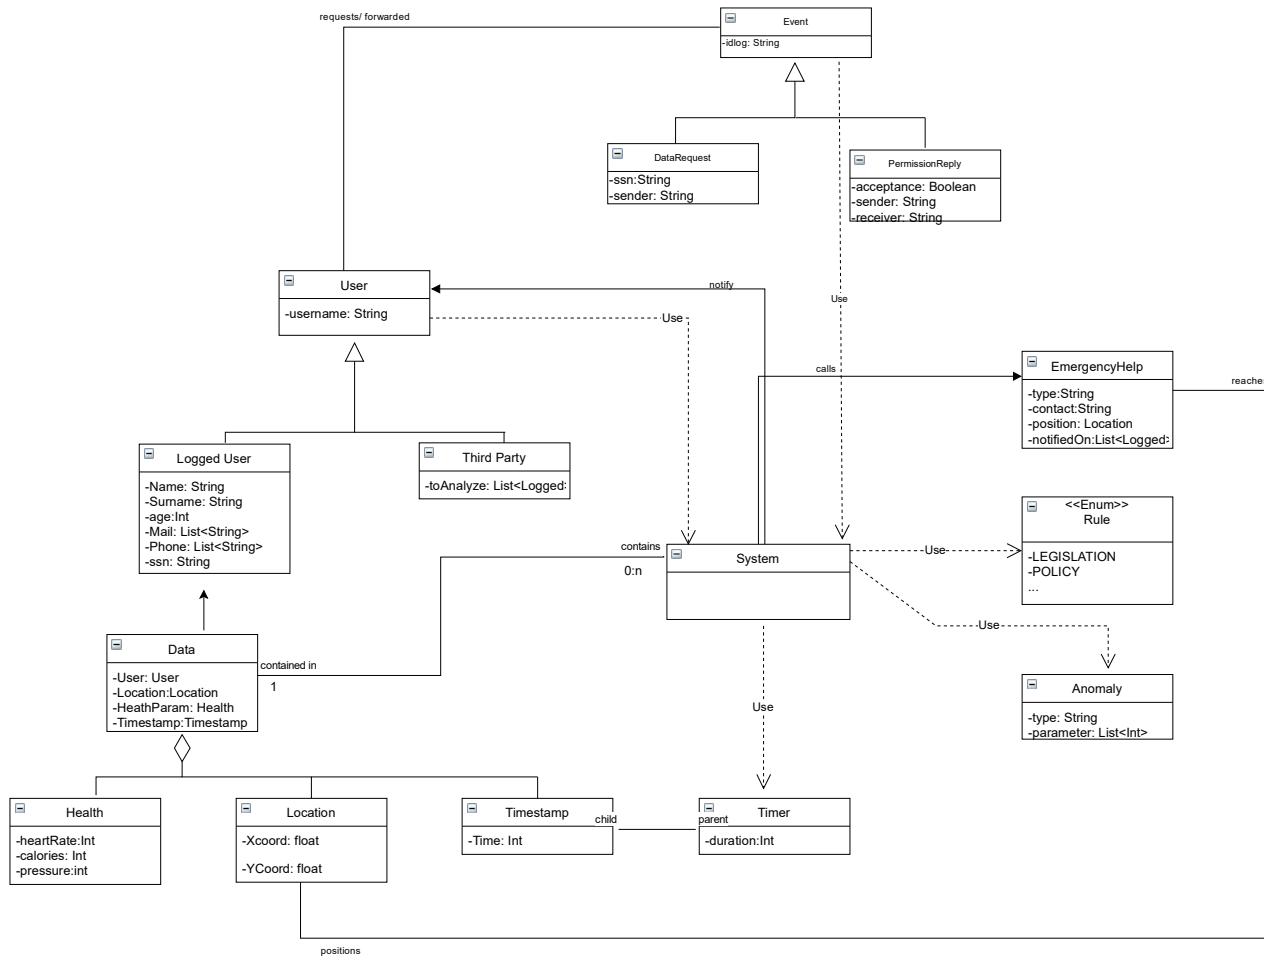 requests/ forwarded
Event
-idlog: String
DataRequest
-ssn:String
-sender: String
PermissionReply
-acceptance: Boolean
-sender: String
-receiver: String
User
-username: String
notify
Use
Use
calls
EmergencyHelp
-type:String
-contact:String
-position: Location
-notifiedOn:List<Logged
reache
Logged User
-Name: String
-Surname: String
-age:Int
-Mail: List<String>
-Phone: List<String>
-ssn: String
Third Party
-toAnalyze: List<Logged
<<Enum>>
Rule
-LEGISLATION
-POLICY
...
contains
0:n
System
Use
Use
Data
-User: User
-Location:Location
-HeathParam: Health
-Timestamp:Timestamp
contained in
1
Anomaly
-type: String
-parameter: List<Int>
Use
Health
-heartRate:Int
-calories: Int
-pressure:int
Location
-Xcoord: float
-YCoord: float
Timestamp
-Time: Int
child
parent
Timer
-duration:Int
positions